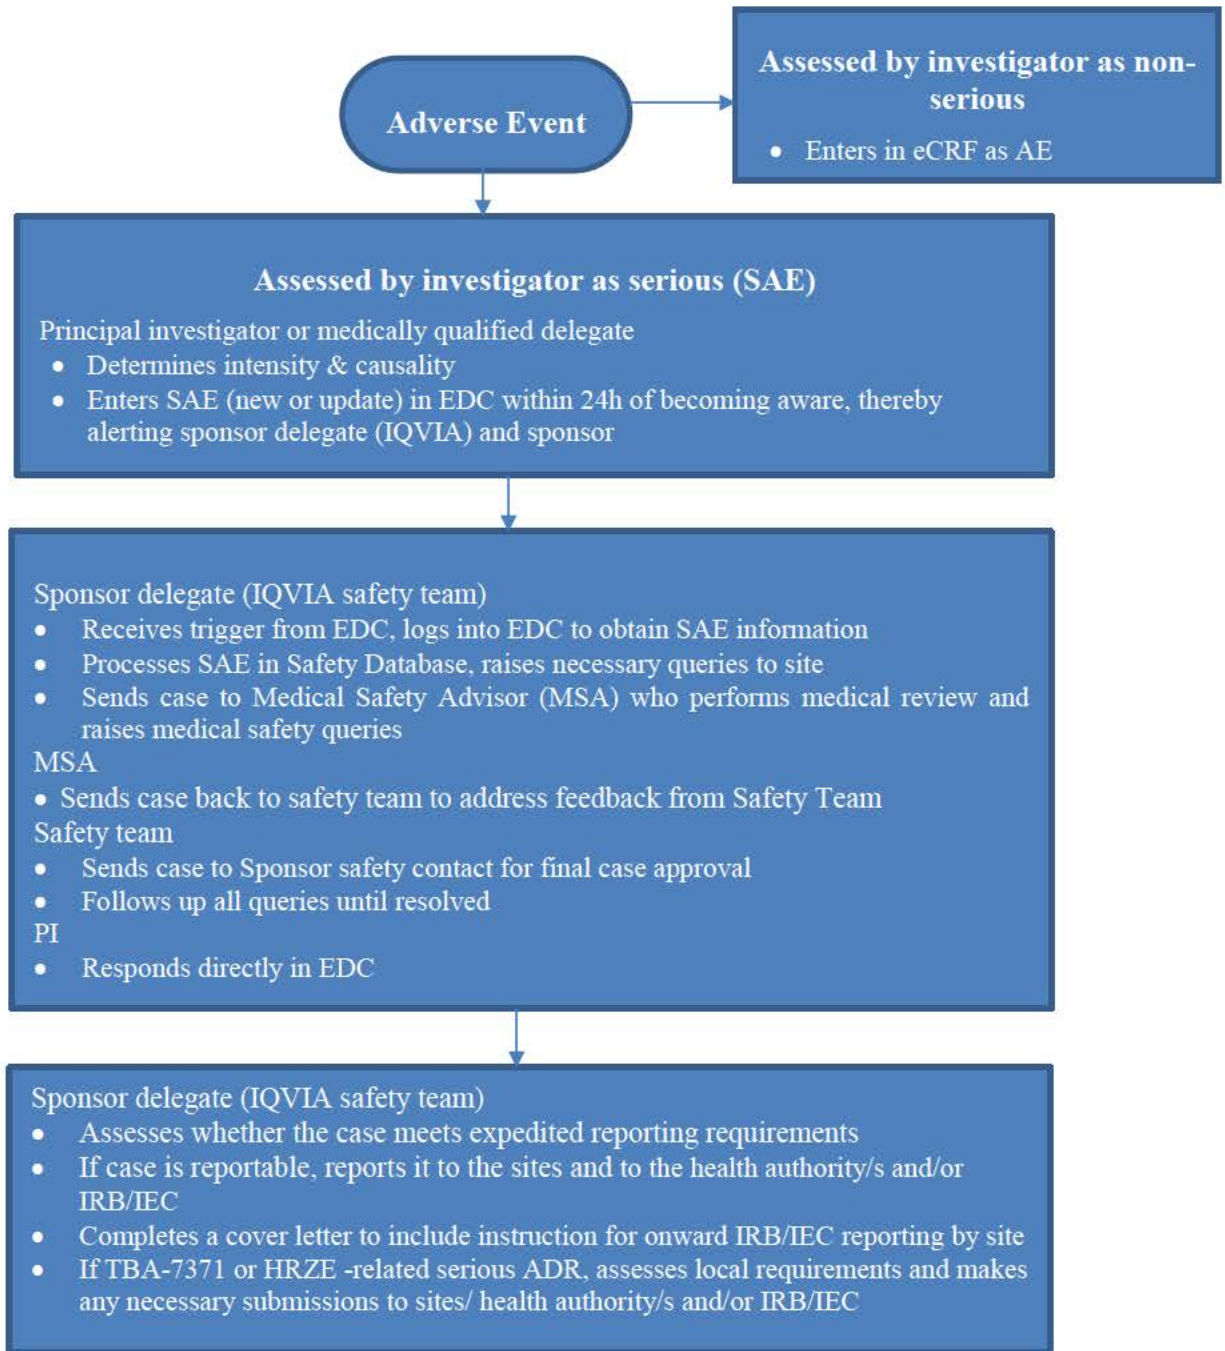 Adverse Event
Assessed by investigator as non-
serious
• Enters in eCRF as AE
Assessed by investigator as serious (SAE)
Principal investigator or medically qualified delegate
• Determines intensity & causality
• Enters SAE (new or update) in EDC within 24h of becoming aware, thereby
alerting sponsor delegate (IQVIA) and sponsor
Sponsor delegate (IQVIA safety team)
• Receives trigger from EDC, logs into EDC to obtain SAE information
• Processes SAE in Safety Database, raises necessary queries to site
• Sends case to Medical Safety Advisor (MSA) who performs medical review and
raises medical safety queries
MSA
• Sends case back to safety team to address feedback from Safety Team
Safety team
• Sends case to Sponsor safety contact for final case approval
• Follows up all queries until resolved
PI
• Responds directly in EDC
Sponsor delegate (IQVIA safety team)
• Assesses whether the case meets expedited reporting requirements
• If case is reportable, reports it to the sites and to the health authority/s and/or
IRB/IEC
• Completes a cover letter to include instruction for onward IRB/IEC reporting by site
• If TBA-7371 or HRZE -related serious ADR, assesses local requirements and makes
any necessary submissions to sites/ health authority/s and/or IRB/IEC